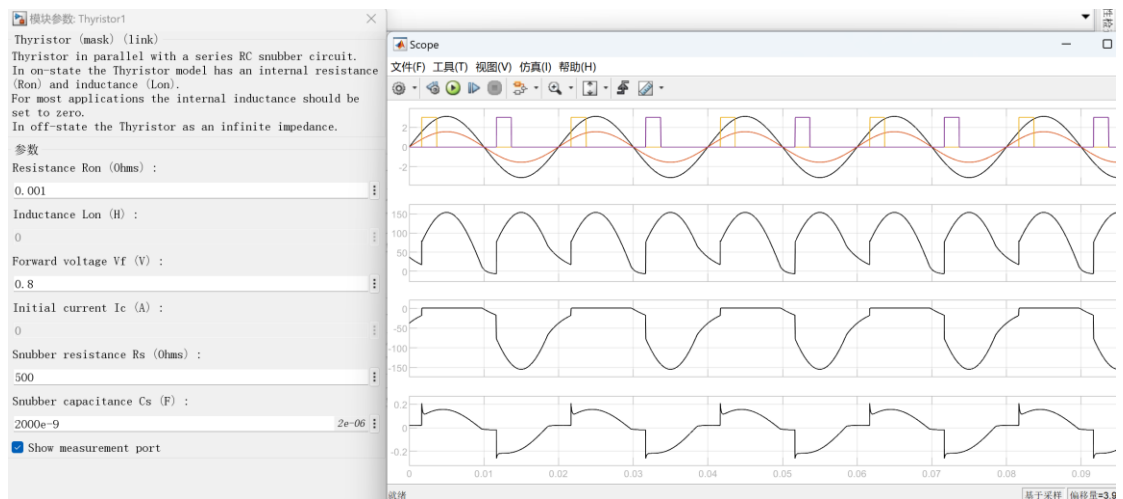 模块参数: Thyristor1
Thyristor (mask) (link)
Thyristor in parallel with a series RC snubber circuit.
In on-state the Thyristor model has an internal resistance
(Ron) and inductance (Lon).
For most applications the internal inductance should be
set to zero.
In off-state the Thyristor as an infinite impedance.
参数
Resistance Ron (Ohms) :
0.001
Inductance Lon (H) :
0
Forward voltage Vf (V) :
0.8
Initial current Ic (A) :
0
Snubber resistance Rs (Ohms) :
500
Snubber capacitance Cs (F) :
2000e-9 2e-06
Show measurement port
Scope
文件(F) 工具(T) 视图(V) 仿真(I) 帮助(H)
2
0
-2
150
100
50
0
0
-50
-100
-150
0.2
0
-0.2
0 0.01 0.02 0.03 0.04 0.05 0.06 0.07 0.08 0.09
就绪
基于采样 偏移量=3.9